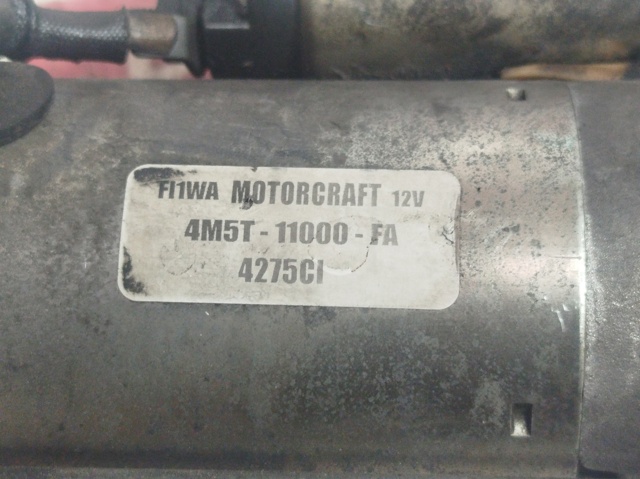 FI1WA MOTORCRAFT 12V
4M5T - 11000 - FA
4275CI